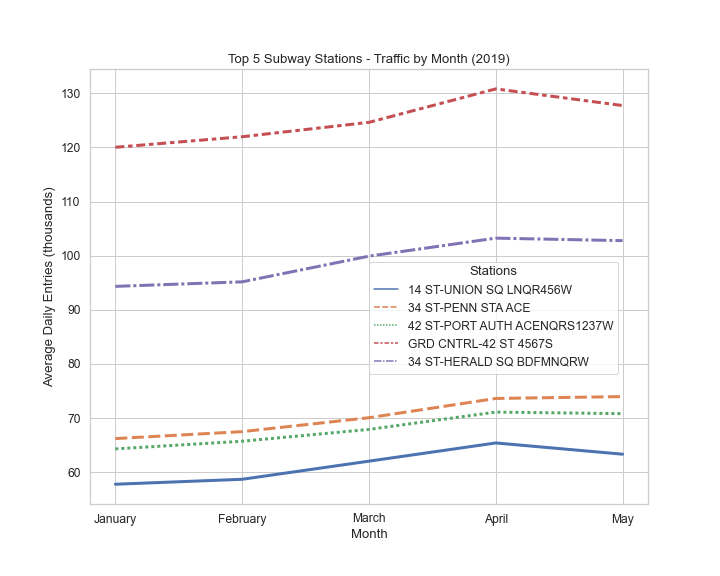 Top 5 Subway Stations - Traffic by Month (2019)
130
120
110
100
90
80
70
60
Average Daily Entries (thousands)
Stations
14 ST-UNION SQ LNQR456W
34 ST-PENN STA ACE
42 ST-PORT AUTH ACENQRS1237W
GRD CNTRL-42 ST 4567S
34 ST-HERALD SQ BDFMNQRW
January February March April May
Month